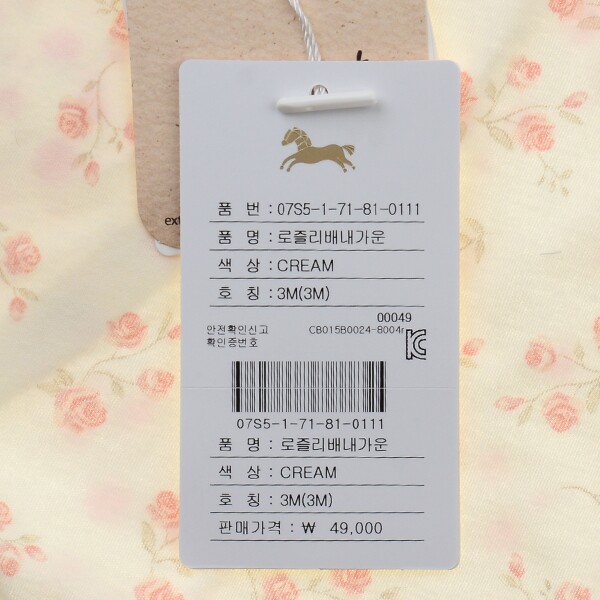 ext
품 번 : 07S5-1-71-81-0111
품 명 : 로즐리배내가운
색 상 : CREAM
호 칭 : 3M(3M)
00049
안전확인신고 CB015B0024-8004r
확인증번호
07S5-1-71-81-0111
품 명 : 로즐리배내가운
색 상 : CREAM
호 칭 : 3M(3M)
판매가격 : ₩ 49,000